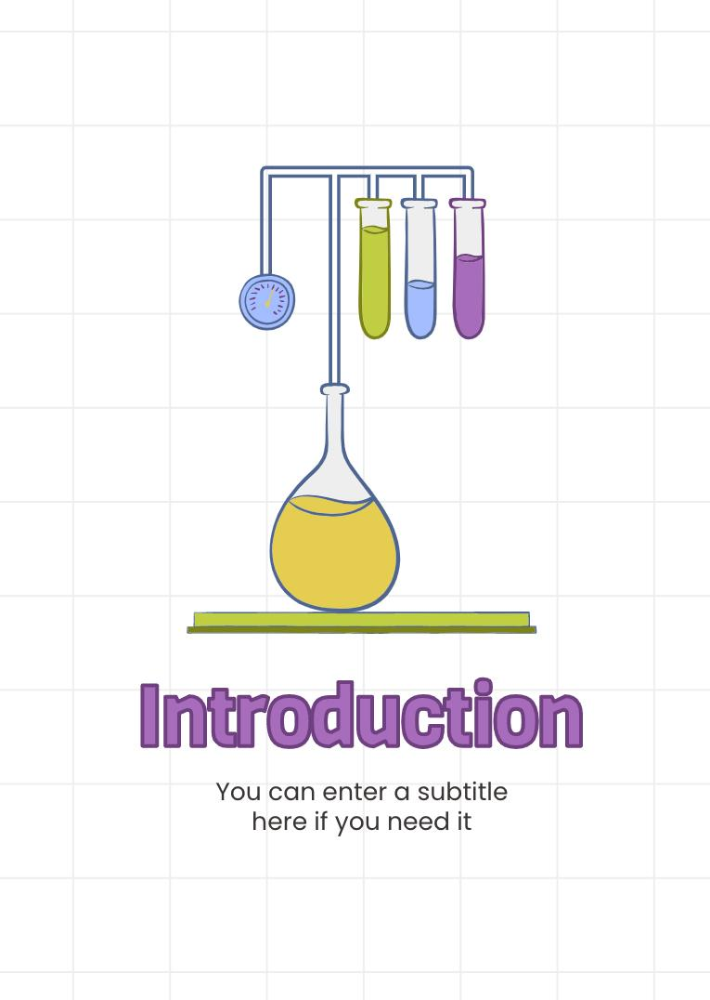 Introduction
You can enter a subtitle
here if you need it